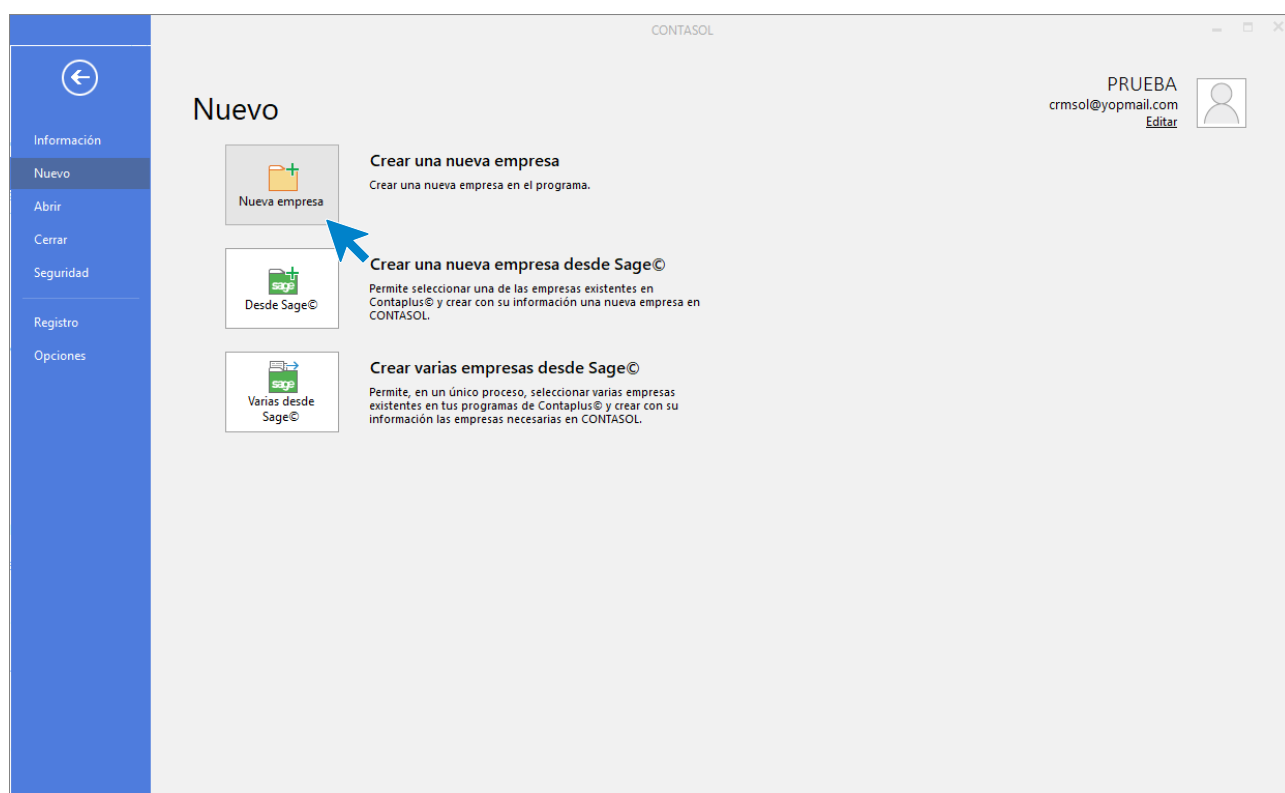 CONTASOL
PRUEBA
crmsol@yopmail.com
Editar
Información
Nuevo
Abrir
Cerrar
Seguridad
Registro
Opciones
Nuevo
Nueva empresa
Crear una nueva empresa
Crear una nueva empresa en el programa.
sage
Desde Sage©
Crear una nueva empresa desde Sage©
Permite seleccionar una de las empresas existentes en
Contaplus© y crear con su información una nueva empresa en
CONTASOL.
sage
Varias desde
Sage©
Crear varias empresas desde Sage©
Permite, en un único proceso, seleccionar varias empresas
existentes en tus programas de Contaplus© y crear con su
información las empresas necesarias en CONTASOL.